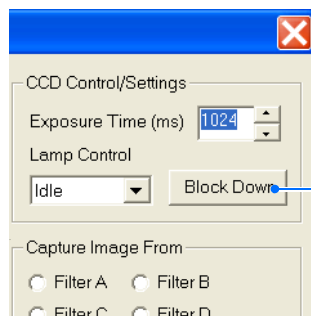 CCD Control/Settings
Exposure Time (ms) 1024
Lamp Control
Idle Block Down
Capture Image From
Filter A Filter B
Filter C Filter D